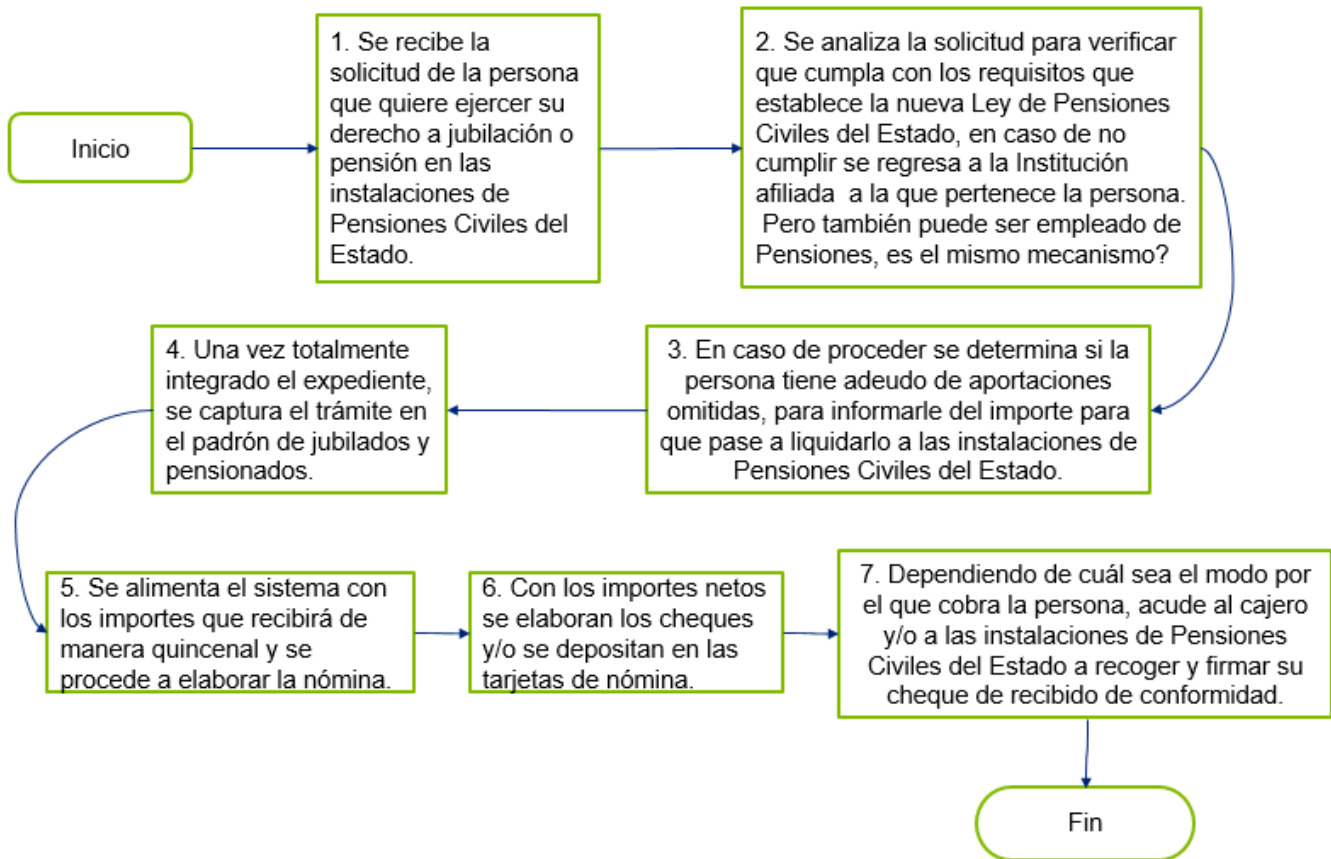 Inicio
1. Se recibe la
solicitud de la persona
que quiere ejercer su
derecho a jubilación o
pensión en las
instalaciones de
Pensiones Civiles del
Estado.
2. Se analiza la solicitud para verificar
que cumpla con los requisitos que
establece la nueva Ley de Pensiones
Civiles del Estado, en caso de no
cumplir se regresa a la Institución
afiliada a la que pertenece la persona.
Pero también puede ser empleado de
Pensiones, es el mismo mecanismo?
3. En caso de proceder se determina si la
persona tiene adeudo de aportaciones
omitidas, para informarle del importe para
que pase a liquidarlo a las instalaciones de
Pensiones Civiles del Estado.
4. Una vez totalmente
integrado el expediente,
se captura el trámite en
el padrón de jubilados y
pensionados.
5. Se alimenta el sistema con
los importes que recibirá de
manera quincenal y se
procede a elaborar la nómina.
6. Con los importes netos
se elaboran los cheques
y/o se depositan en las
tarjetas de nómina.
7. Dependiendo de cuál sea el modo por
el que cobra la persona, acude al cajero
y/o a las instalaciones de Pensiones
Civiles del Estado a recoger y firmar su
cheque de recibido de conformidad.
Fin